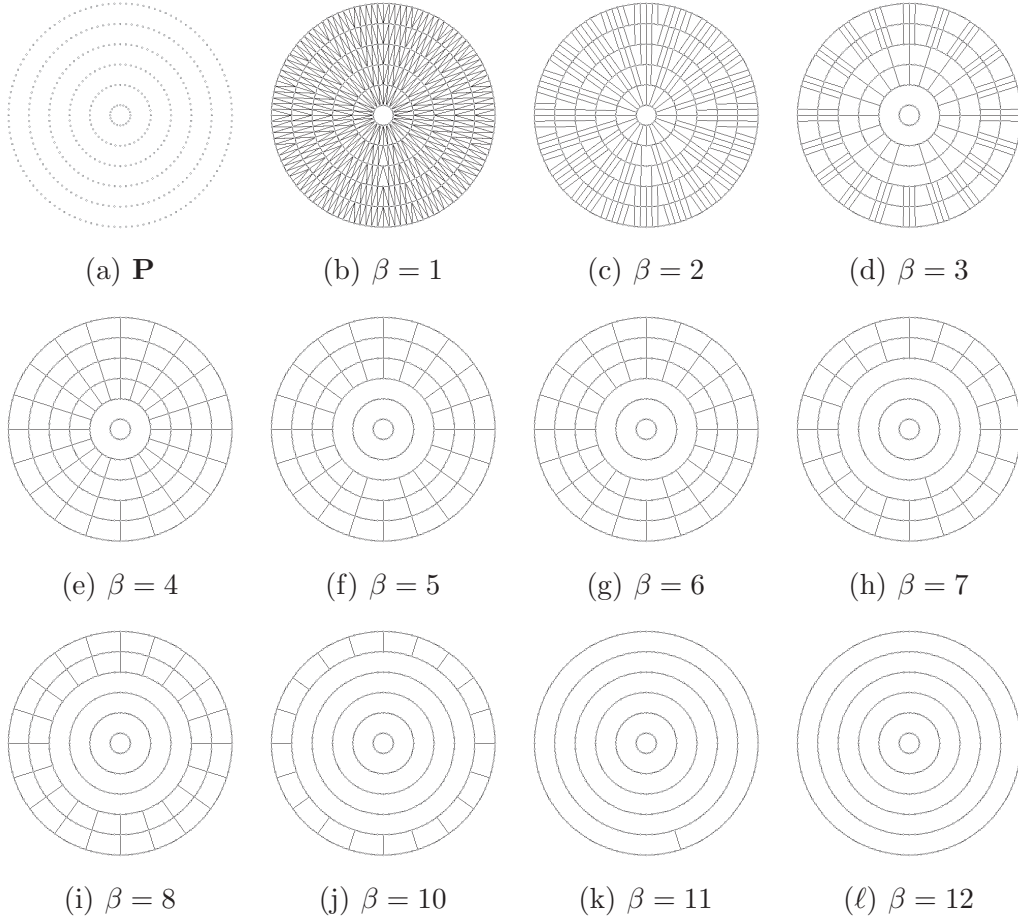 (a) P
(b) β = 1
(c) β = 2
(d) β = 3
(e) β = 4
(f) β = 5
(g) β = 6
(h) β = 7
(i) β = 8
(j) β = 10
(k) β = 11
(ℓ) β = 12